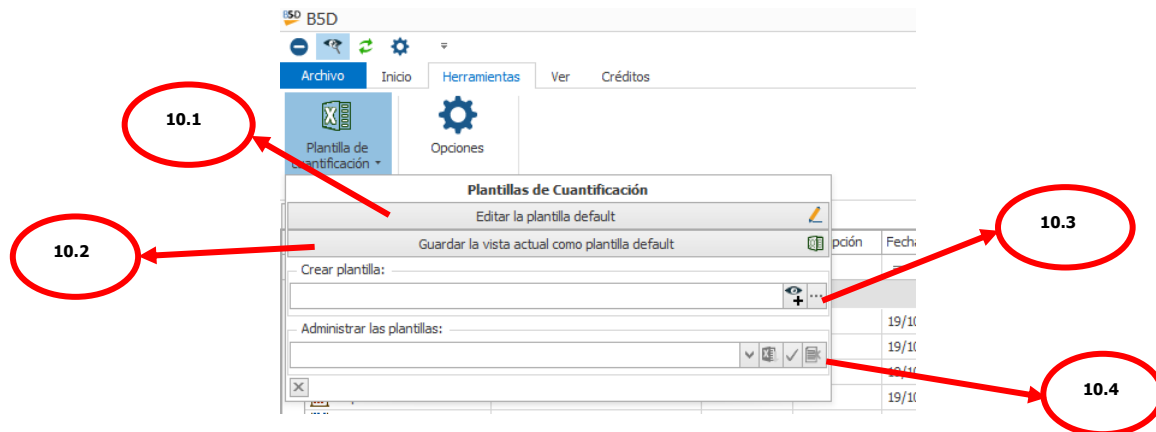 B5D B5D
Archivo Inicio Herramientas Ver Créditos
10.1
Plantilla de
Cuantificación
Opciones
Plantillas de Cuantificación
Editar la plantilla default
10.3
10.2
Guardar la vista actual como plantilla default
pción Fecha
Crear plantilla:
19/10
Administrar las plantillas:
19/10
19/10
10.4
19/10